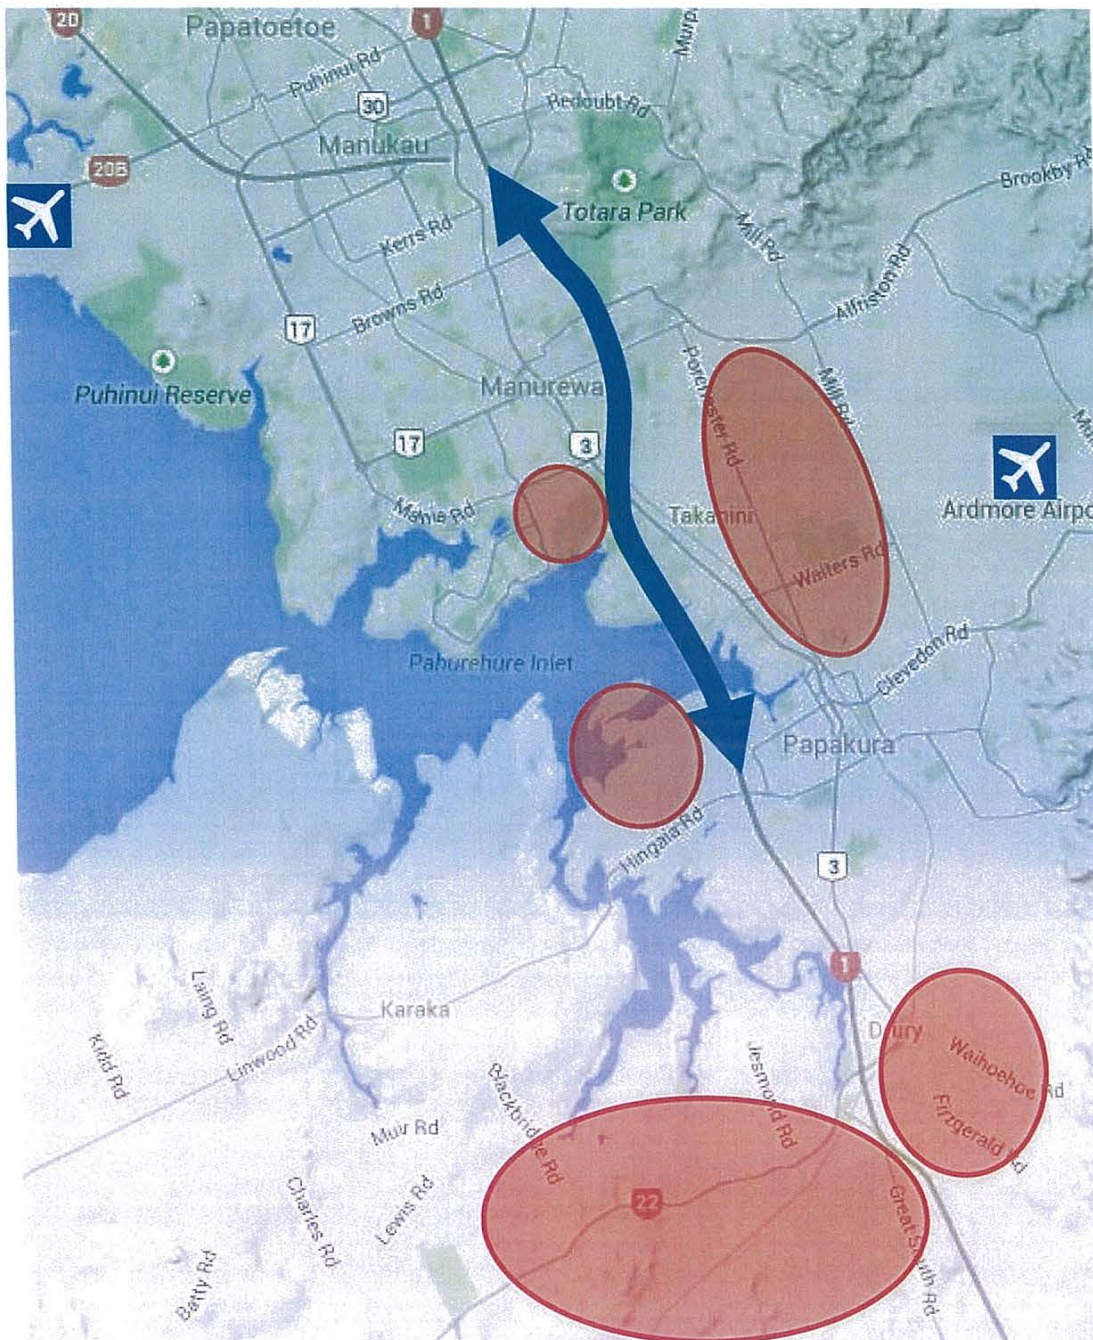 20
Papatoetoe
1
Puhinui Rd
30
Redoubt Rd
Manukau
20B
Totara Park
Brookby Rd
Kerrs Rd
Mill Rd
Alfriston Rd
Browns Rd
17
Puhinui Reserve
Manurewa
Porchester Rd
Mill Rd
17
3
Mahia Rd
Takanini
Ardmore Airpo
Walters Rd
Clevedon Rd
Pahurehure Inlet
Papakura
Hingaia Rd
3
1
Laing Rd
Karaka
Drury
Kidd Rd
Linwood Rd
Blackbridge Rd
Jesmond Rd
Waihoehoe Rd
Fitzgerald Rd
Muir Rd
22
Lewis Rd
Charles Rd
Great South Rd
Batty Rd